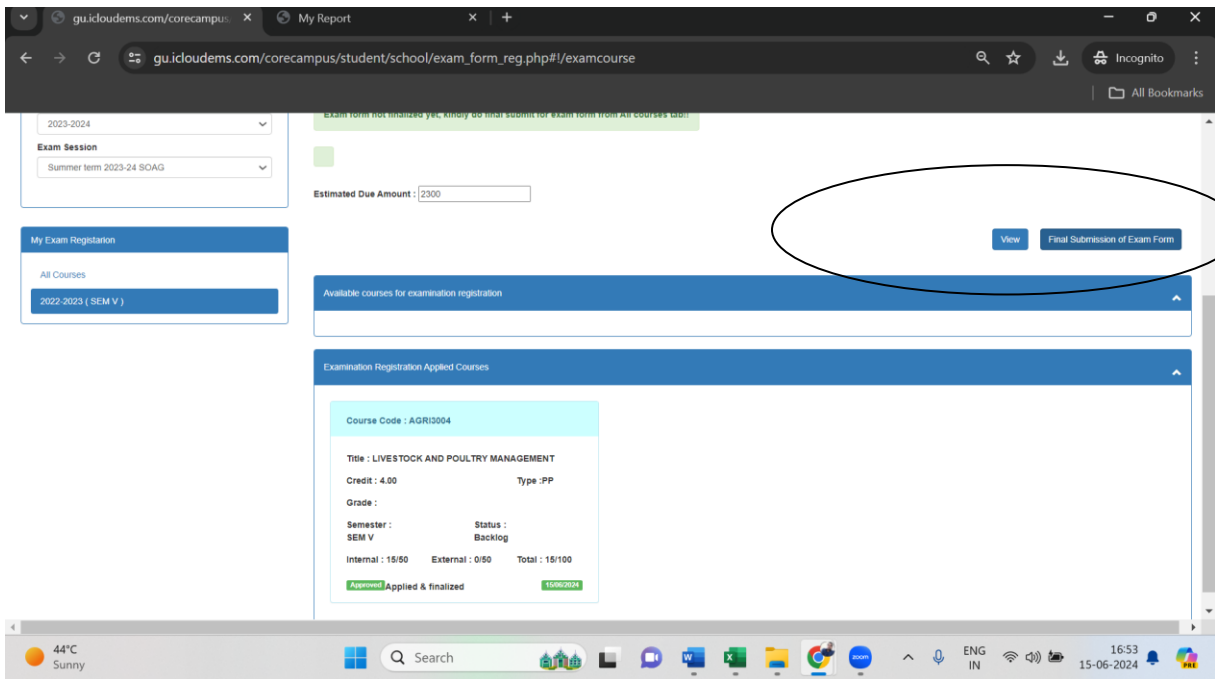 gu.icloudems.com/corecampus
My Report
gu.icloudems.com/corecampus/student/school/exam_form_reg.php#!/examcourse
Incognito
All Bookmarks
2023-2024
Exam Session
Summer term 2023-24 SOAG
Exam form not finalized yet, kindly do final submit for exam form from All courses tab!!
Estimated Due Amount : 2300
View
Final Submission of Exam Form
My Exam Registarion
All Courses
2022-2023 ( SEM V )
Available courses for examination registration
Examination Registration Applied Courses
Course Code : AGRI3004
Title : LIVESTOCK AND POULTRY MANAGEMENT
Credit : 4.00 Type :PP
Grade :
Semester : Status :
SEM V Backlog
Internal : 15/50 External : 0/50 Total : 15/100
Approved Applied & finalized 15/06/2024
44°C
Sunny
Search
zoom
ENG
IN
16:53
15-06-2024
PRE